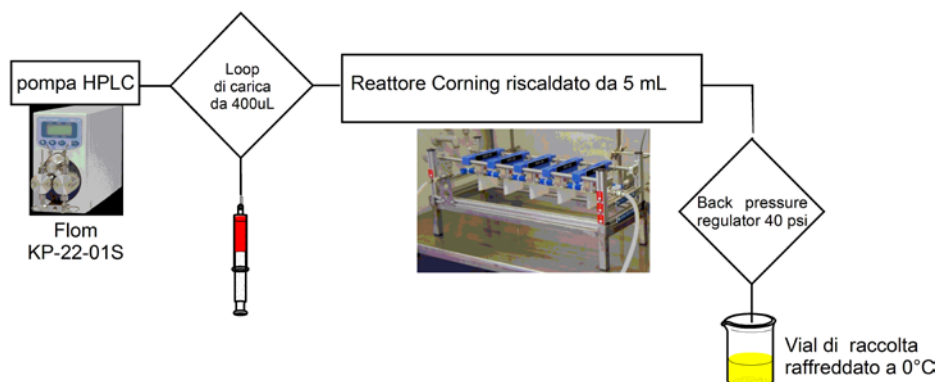 pompa HPLC
Loop
di carica
da 400uL
Reattore Corning riscaldato da 5 mL
Flom
KP-22-01S
Back pressure
regulator 40 psi
Vial di raccolta
raffreddato a 0°C